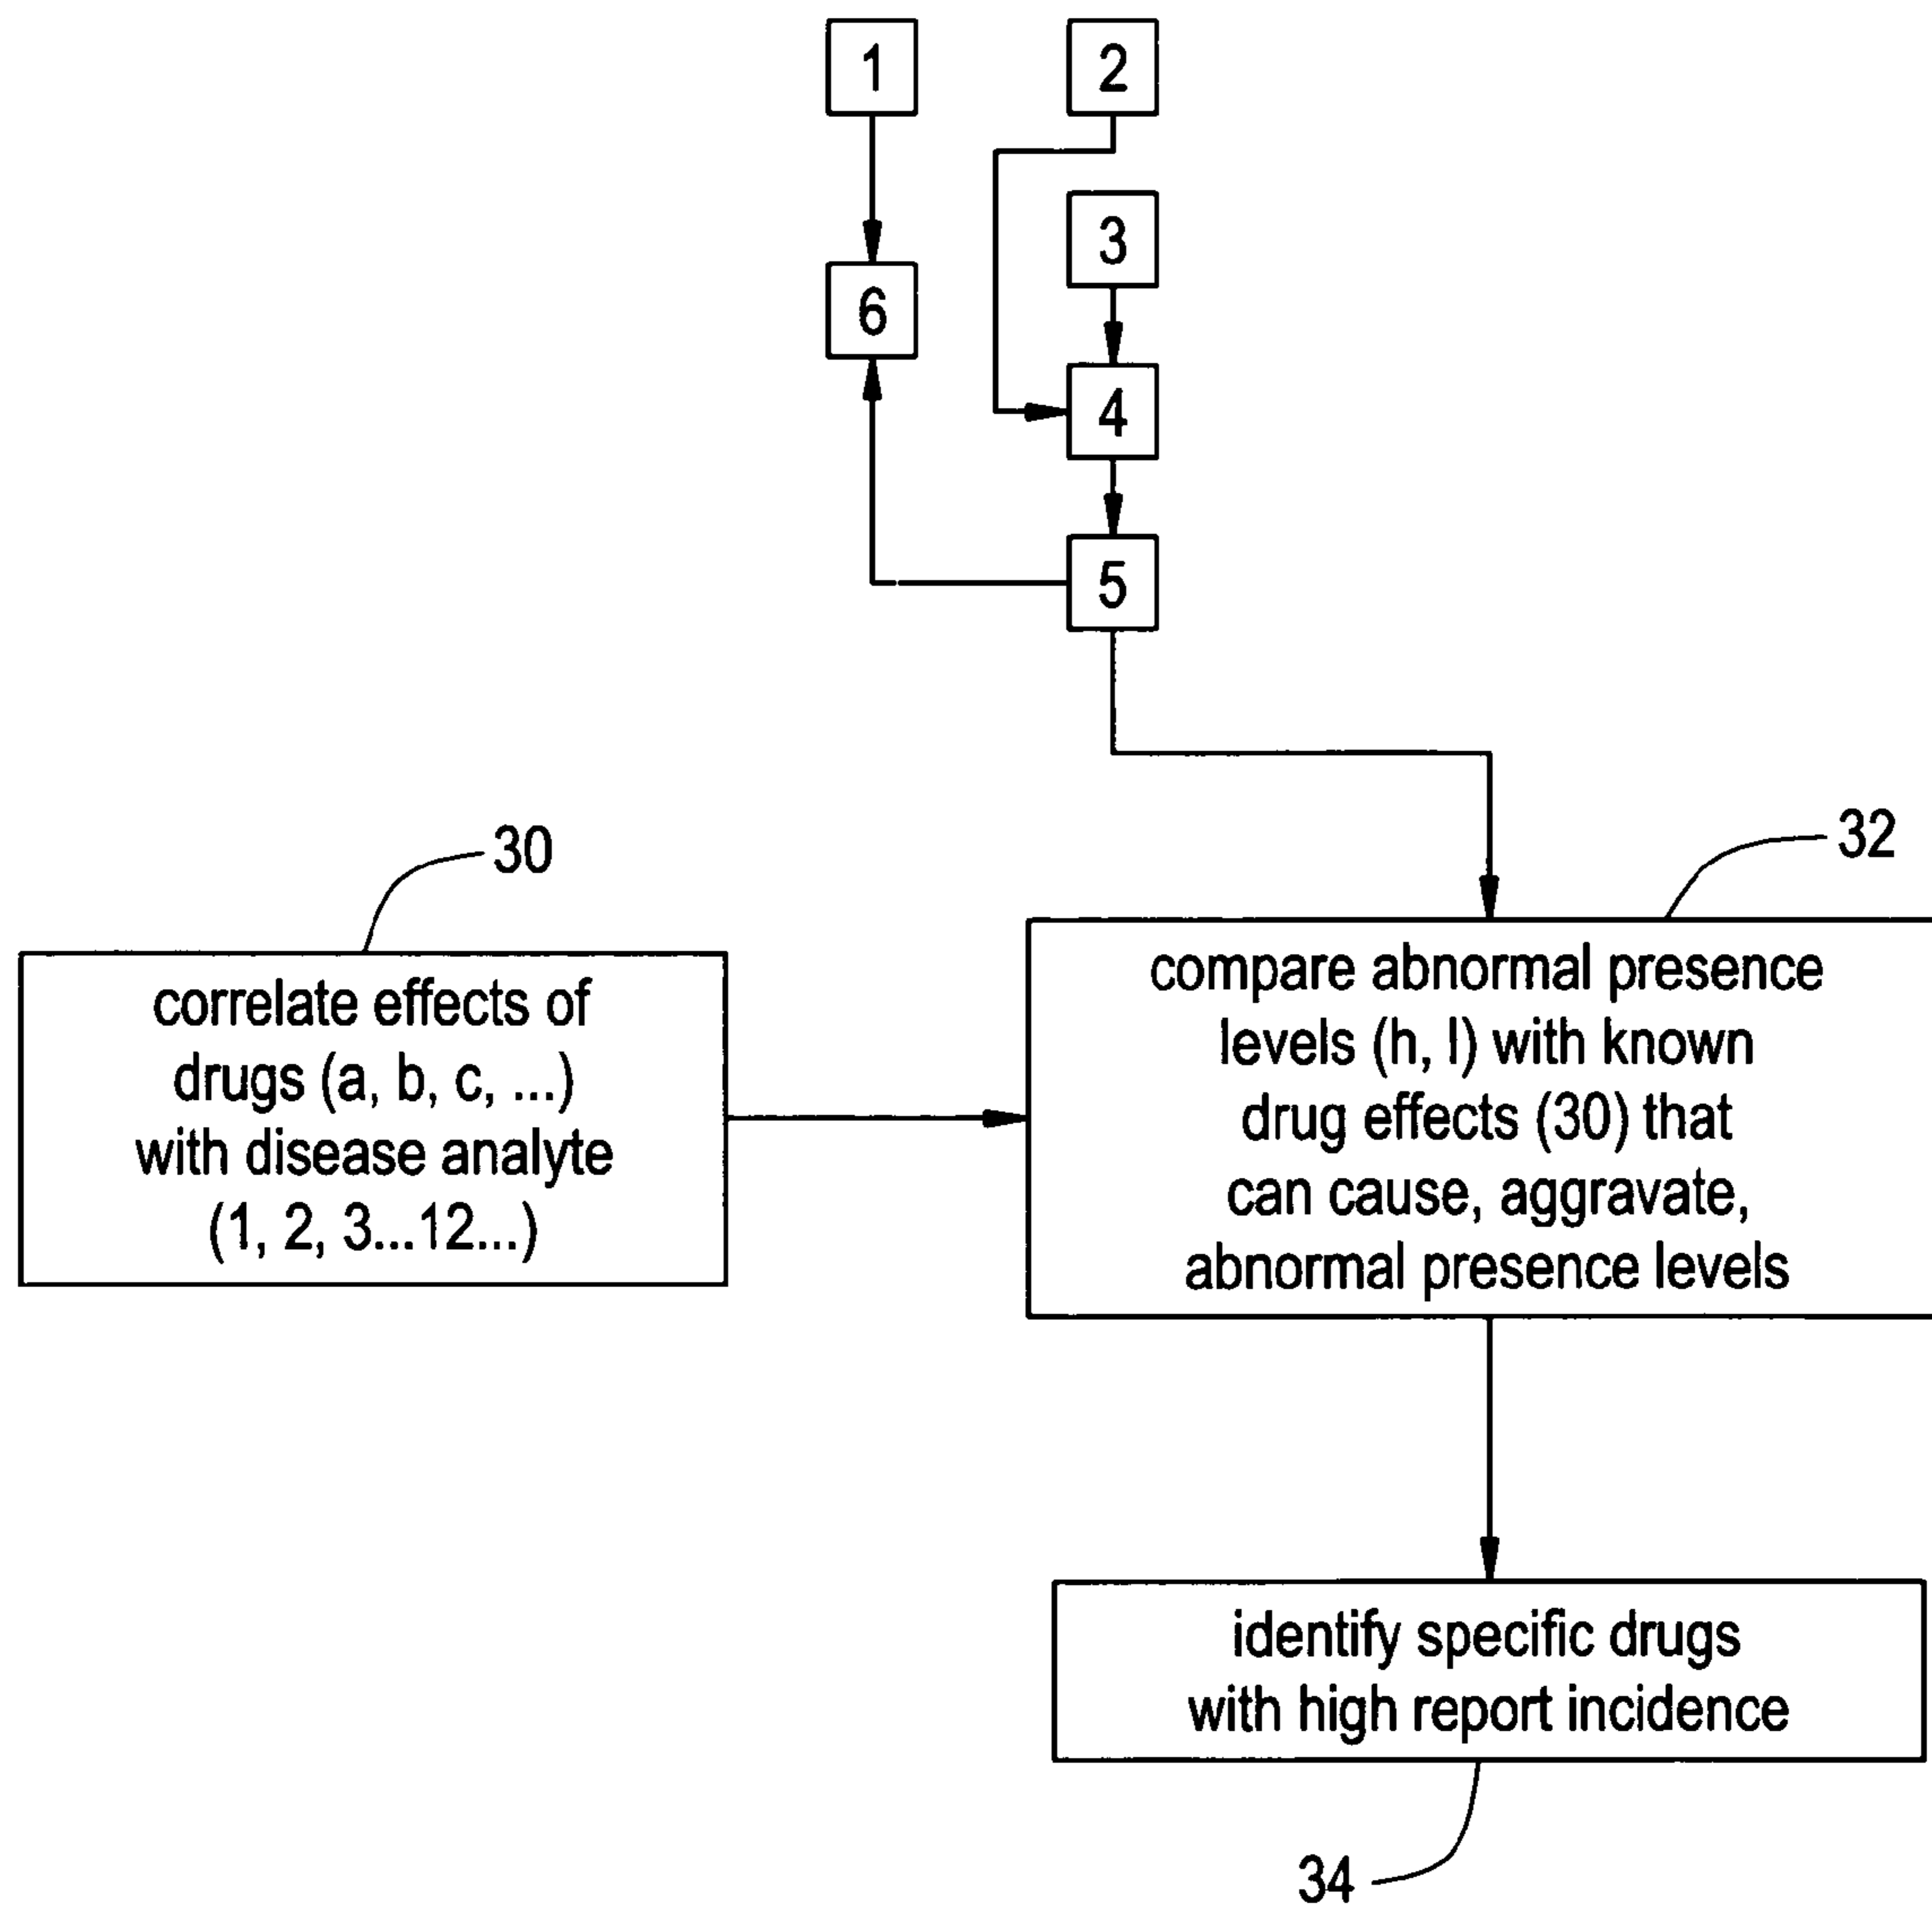 1
2
3
6
4
5
30
32
correlate effects of
drugs (a, b, c, ...)
with disease analyte
(1, 2, 3...12...)
compare abnormal presence
levels (h, l) with known
drug effects (30) that
can cause, aggravate,
abnormal presence levels
identify specific drugs
with high report incidence
34